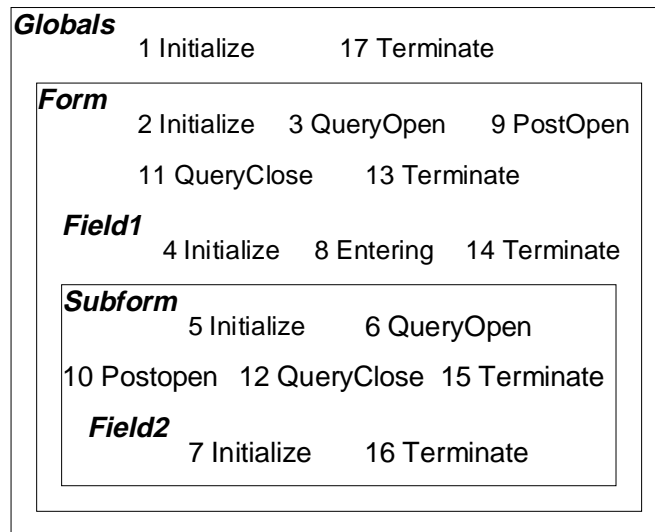 Globals
1 Initialize 17 Terminate
Form
2 Initialize 3 QueryOpen 9 PostOpen
11 QueryClose 13 Terminate
Field1
4 Initialize 8 Entering 14 Terminate
Subform
5 Initialize 6 QueryOpen
10 Postopen 12 QueryClose 15 Terminate
Field2
7 Initialize 16 Terminate